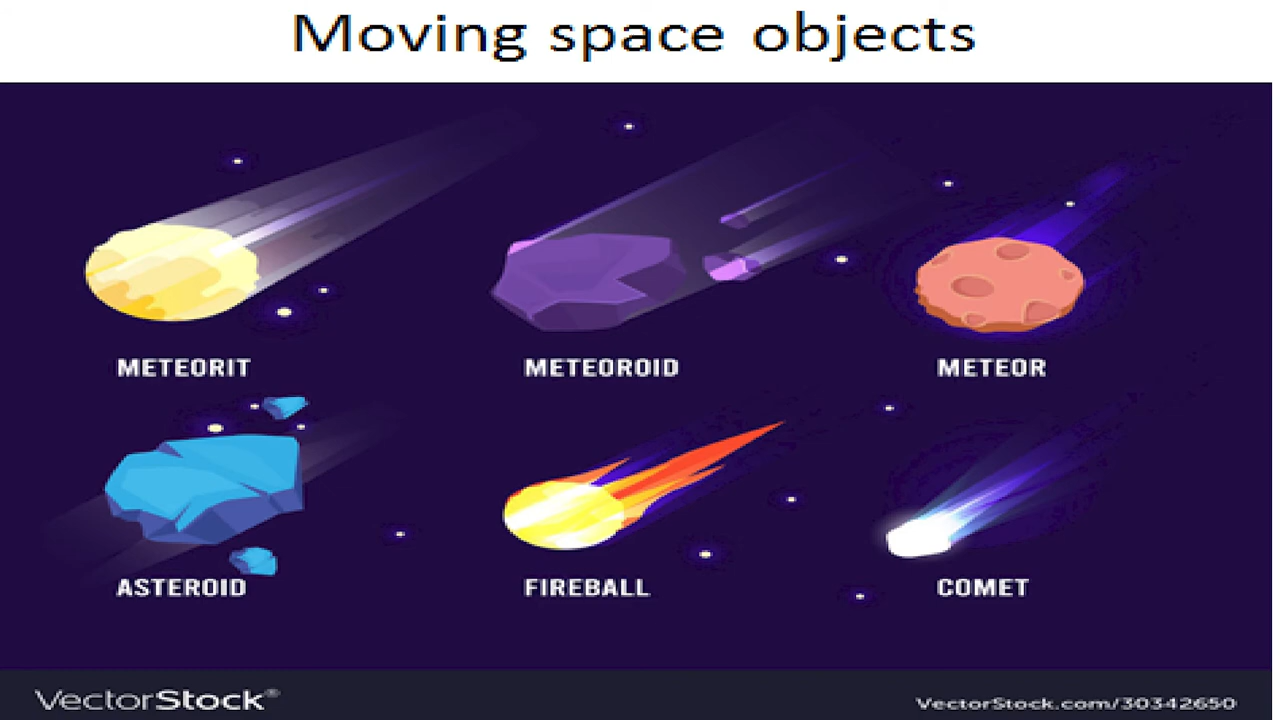 Moving space objects
METEORIT METEOROID METEOR
ASTEROID FIREBALL COMET
VectorStock® VectorStock.com/30342650